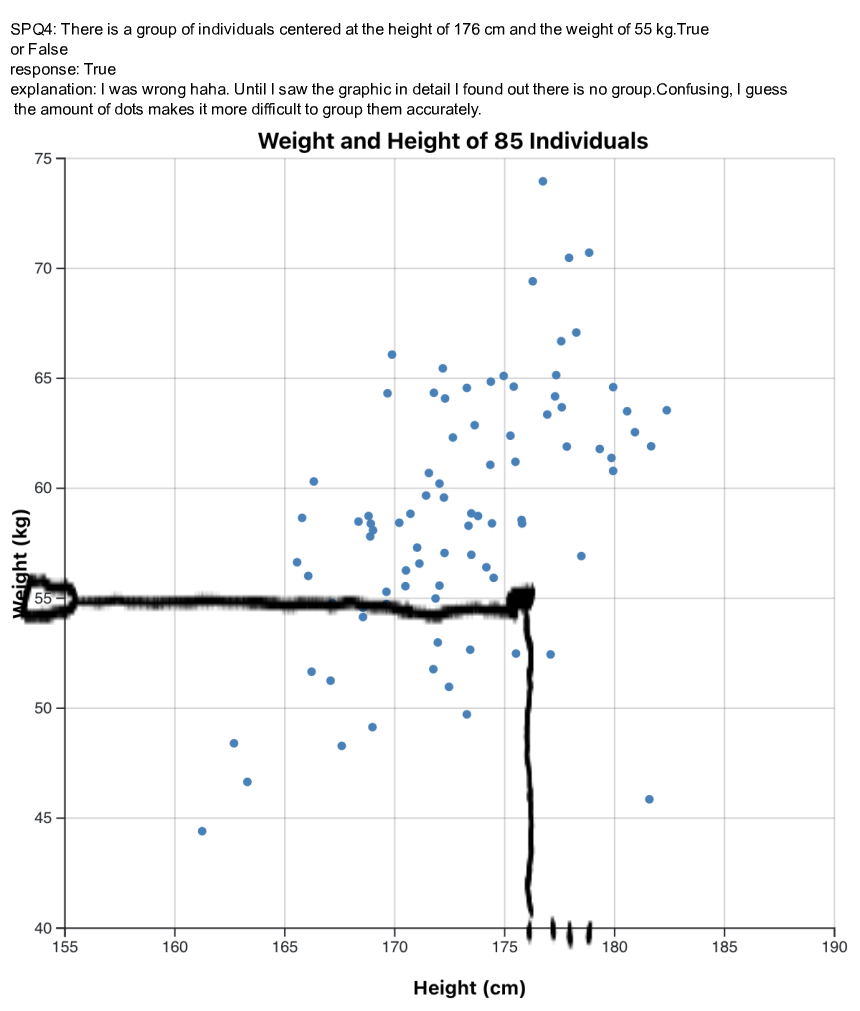 SPQ4: There is a group of individuals centered at the height of 176 cm and the weight of 55 kg.True
or False
response: True
explanation: I was wrong haha. Until I saw the graphic in detail I found out there is no group.Confusing, I guess
the amount of dots makes it more difficult to group them accurately.
Weight and Height of 85 Individuals
75
70
65
60
Weight (kg)
55
50
45
40
155 160 165 170 175 180 185 190
Height (cm)